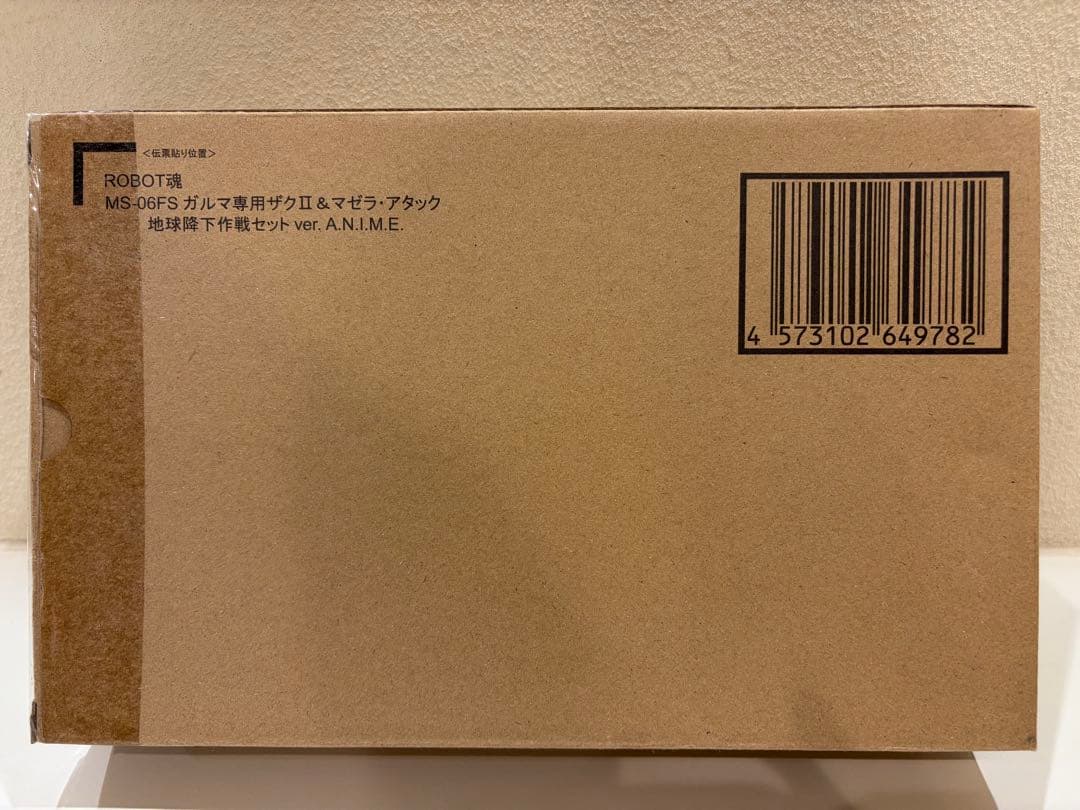 <伝票貼り位置>
ROBOT魂
MS-06FS ガルマ専用ザクII＆マゼラ・アタック
地球降下作戦セット ver. A.N.I.M.E.
4 573102 649782